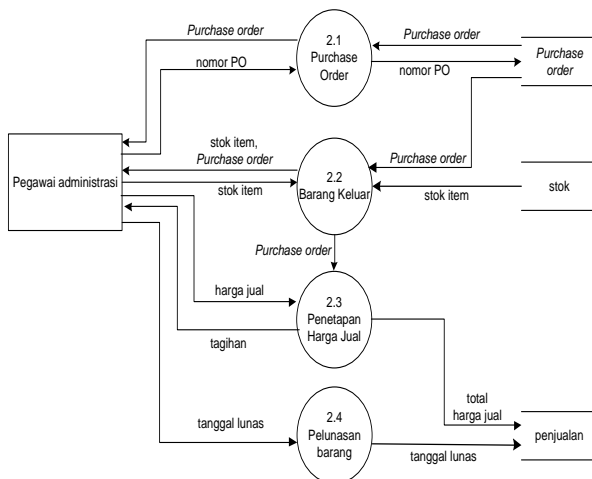 Purchase order
2.1
Purchase
Order
Purchase order
nomor PO
nomor PO
Purchase
order
Pegawai administrasi
stok item,
Purchase order
stok item
2.2
Barang Keluar
Purchase order
stok item
stok
Purchase order
harga jual
tagihan
2.3
Penetapan
Harga Jual
total
harga jual
tanggal lunas
2.4
Pelunasan
barang
tanggal lunas
penjualan